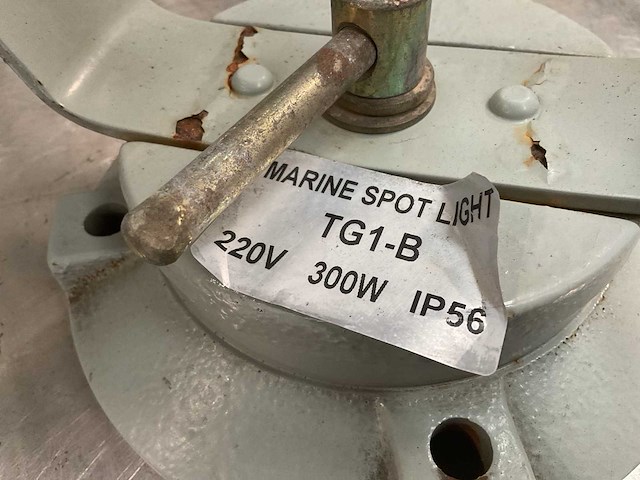 MARINE SPOT LIGHT
TG1-B
220V 300W IP56